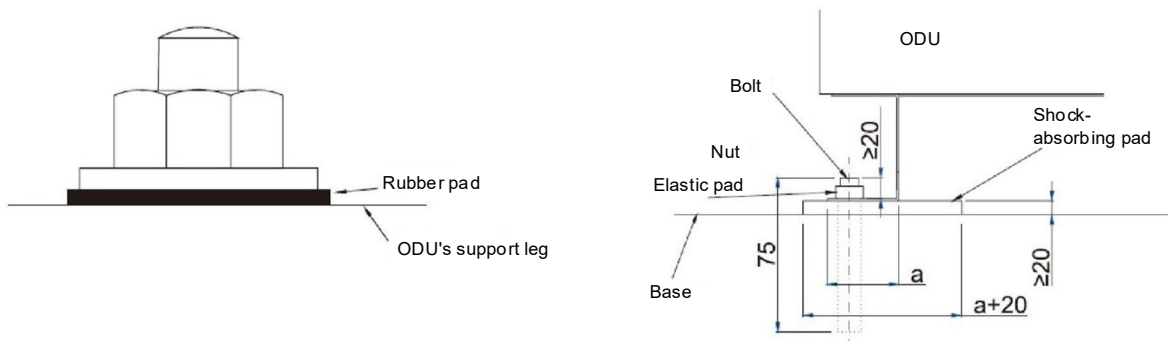 Rubber pad
ODU's support leg
ODU
Bolt
Shock-
absorbing pad
≥20
Nut
Elastic pad
75
a
≥20
Base
a+20